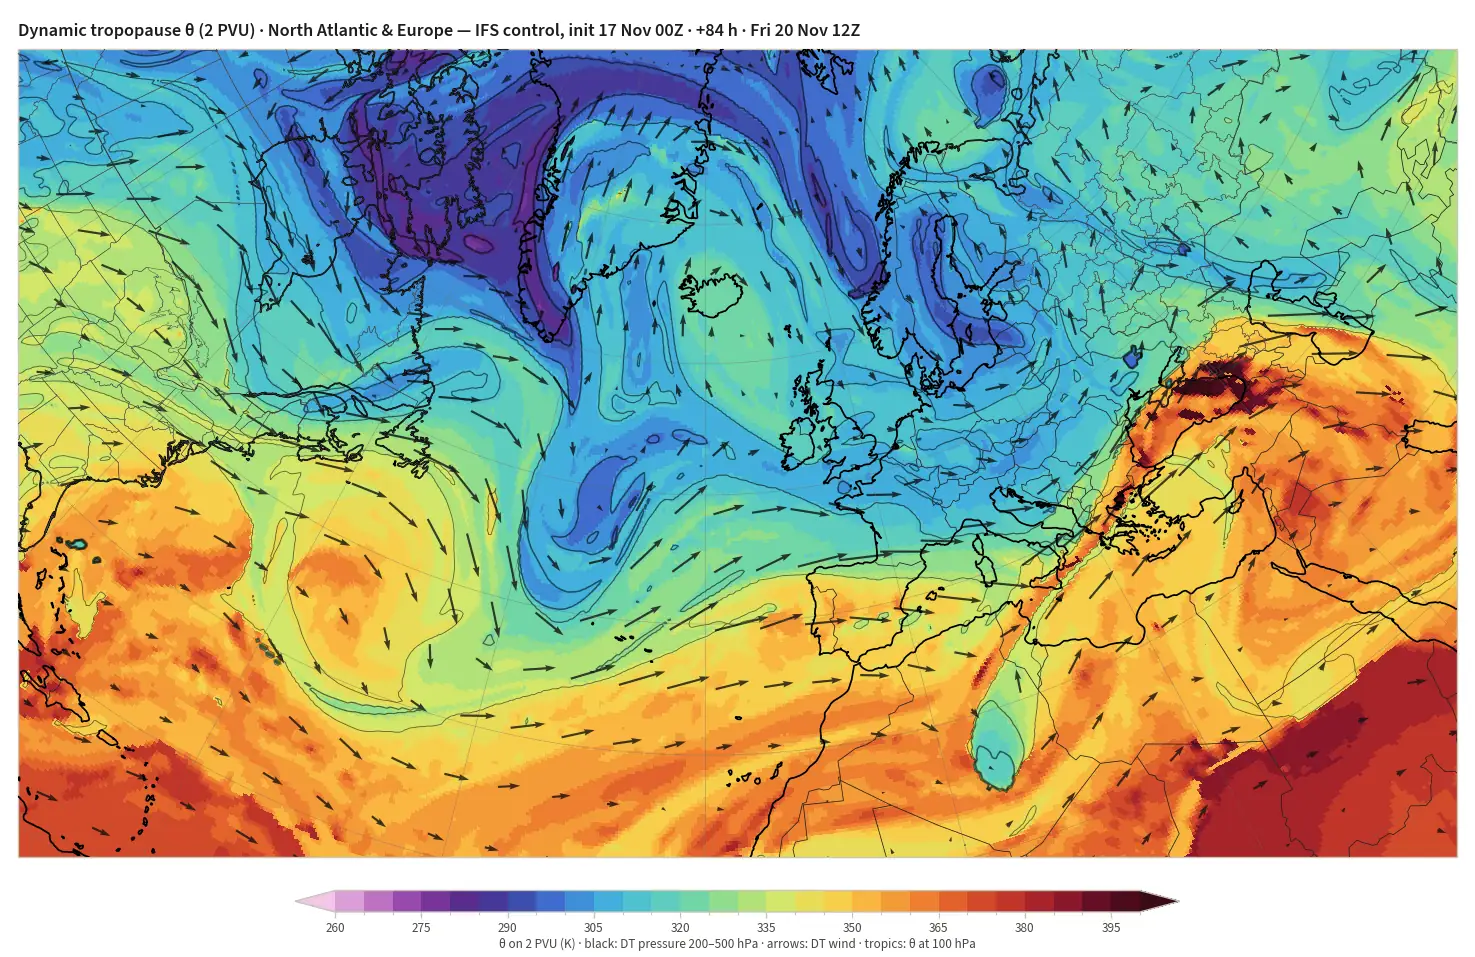 Dynamic tropopause θ (2 PVU) · North Atlantic & Europe — IFS control, init 17 Nov 00Z · +84 h · Fri 20 Nov 12Z
260 275 290 305 320 335 350 365 380 395
θ on 2 PVU (K) · black: DT pressure 200–500 hPa · arrows: DT wind · tropics: θ at 100 hPa